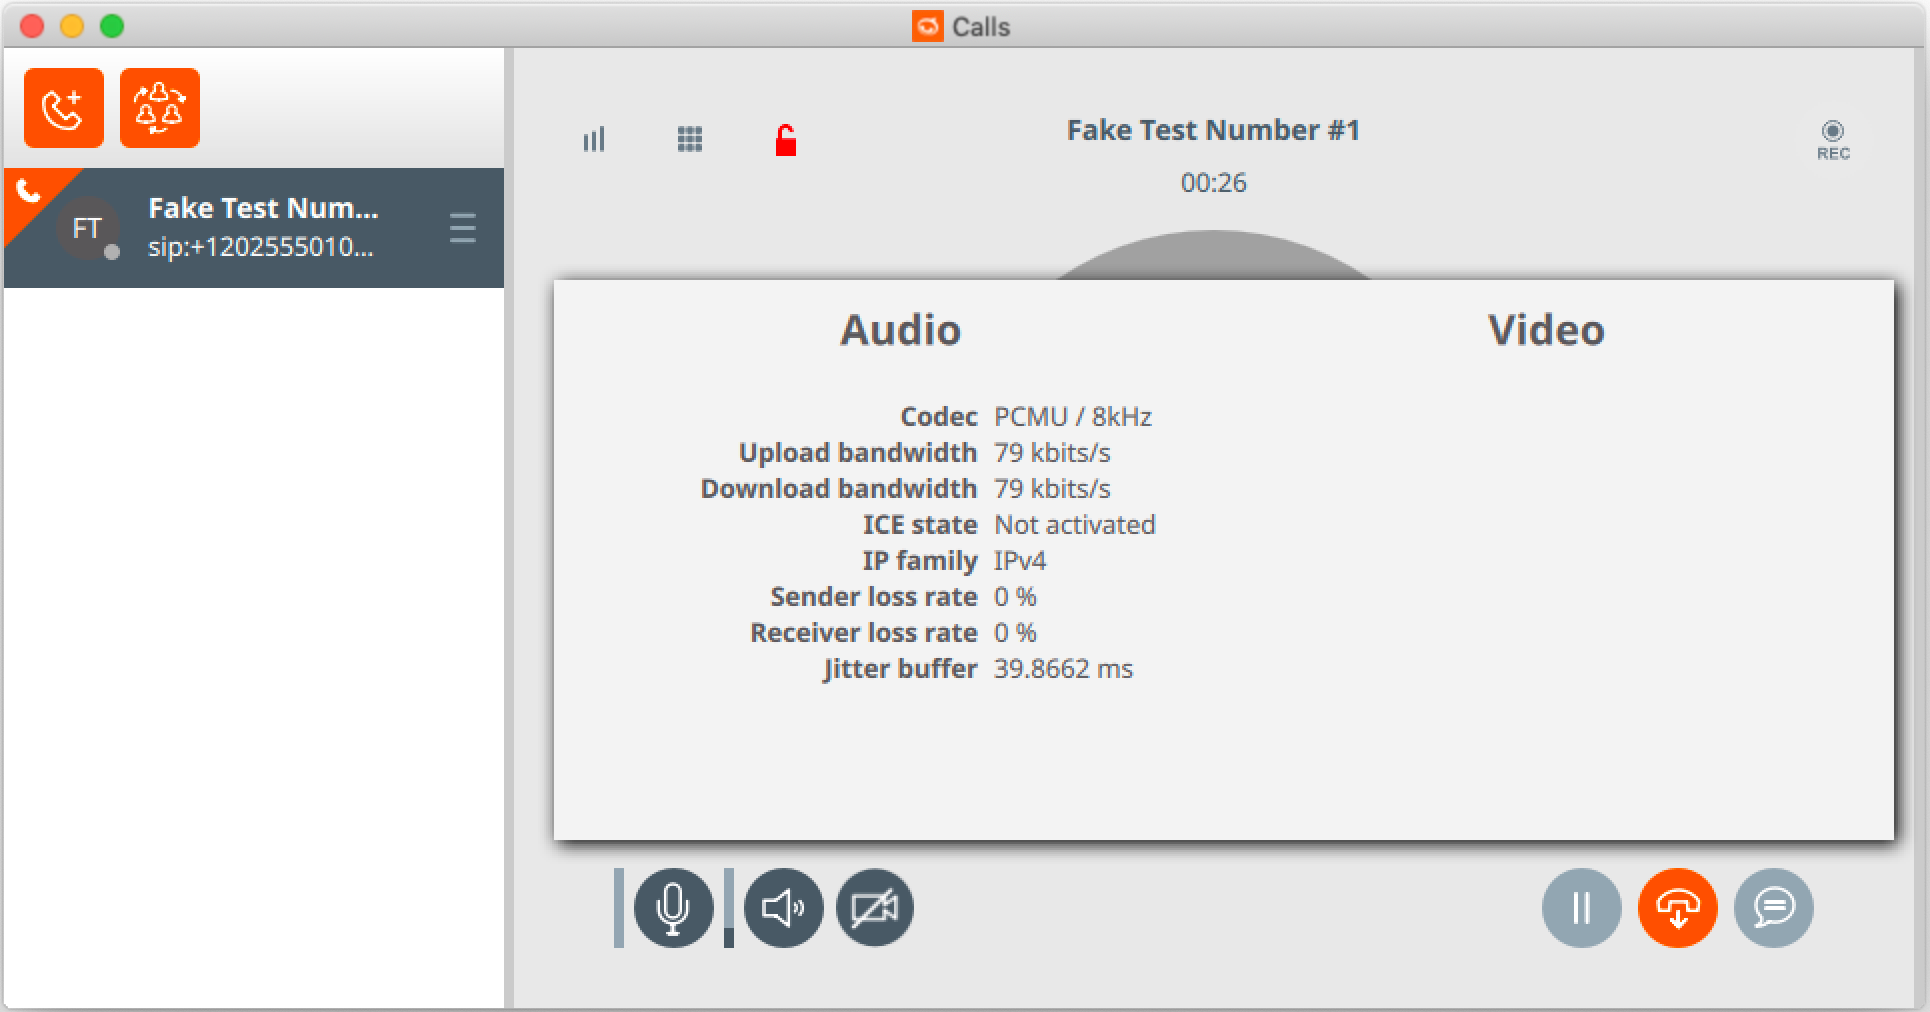 Calls
FT
Fake Test Num...
sip:+1202555010...
Fake Test Number #1
00:26
REC
Audio
Codec PCMU / 8kHz
Upload bandwidth 79 kbits/s
Download bandwidth 79 kbits/s
ICE state Not activated
IP family IPv4
Sender loss rate 0 %
Receiver loss rate 0 %
Jitter buffer 39.8662 ms
Video